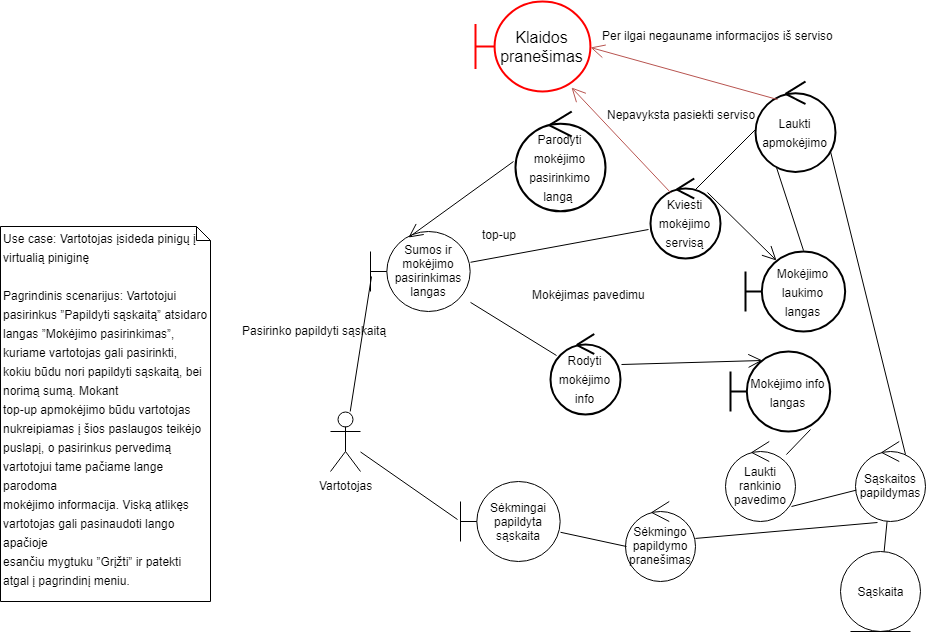 Klaidos
pranešimas
Per ilgai negauname informacijos iš serviso
Nepavyksta pasiekti serviso
Laukti
apmokėjimo
Parodyti
mokėjimo
pasirinkimo
langą
Kviesti
mokėjimo
servisą
top-up
Sumos ir
mokėjimo
pasirinkimas
langas
Mokėjimo
laukimo
langas
Mokėjimas pavedimu
Pasirinko papildyti sąskaitą
Rodyti
mokėjimo
info
Mokėjimo info
langas
Use case: Vartotojas įsideda pinigų į
virtualią piniginę
Pagrindinis scenarijus: Vartotojui
pasirinkus "Papildyti sąskaitą" atsidaro
langas "Mokėjimo pasirinkimas",
kuriame vartotojas gali pasirinkti,
kokiu būdu nori papildyti sąskaitą, bei
norimą sumą. Mokant
top-up apmokėjimo būdu vartotojas
nukreipiamas į šios paslaugos teikėjo
puslapį, o pasirinkus pervedimą
vartotojui tame pačiame lange
parodoma
mokėjimo informacija. Viską atlikęs
vartotojas gali pasinaudoti lango
apačioje
esančiu mygtuku "Grįžti" ir patekti
atgal į pagrindinį meniu.
Vartotojas
Laukti
rankinio
pavedimo
Sąskaitos
papildymas
Sėkmingai
papildyta
sąskaita
Sėkmingo
papildymo
pranešimas
Sąskaita